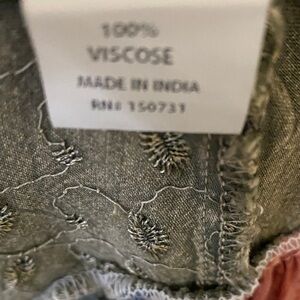 100%
VISCOSE
MADE IN INDIA
RN# 150731